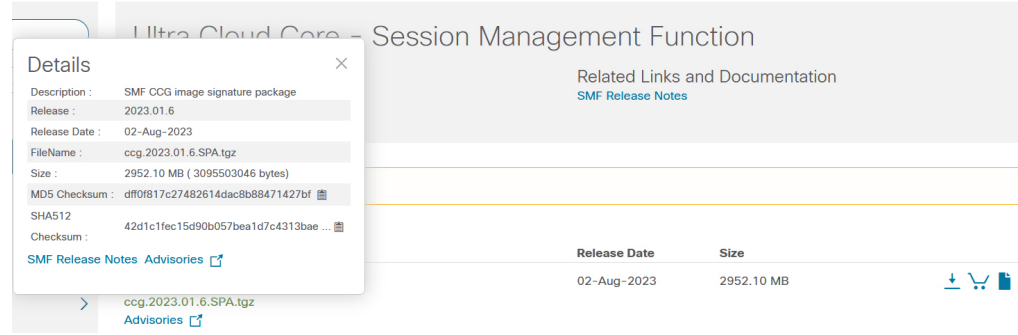 Ultra Cloud Core - Session Management Function
Details
Related Links and Documentation
SMF Release Notes
Description : SMF CCG image signature package
Release : 2023.01.6
Release Date : 02-Aug-2023
FileName : ccg.2023.01.6.SPA.tgz
Size : 2952.10 MB ( 3095503046 bytes)
MD5 Checksum : dff0f817c27482614dac8b88471427bf
SHA512
Checksum :
42d1c1fec15d90b057bea1d7c4313bae ...
SMF Release Notes Advisories
Release Date Size
02-Aug-2023 2952.10 MB
ccg.2023.01.6.SPA.tgz
Advisories